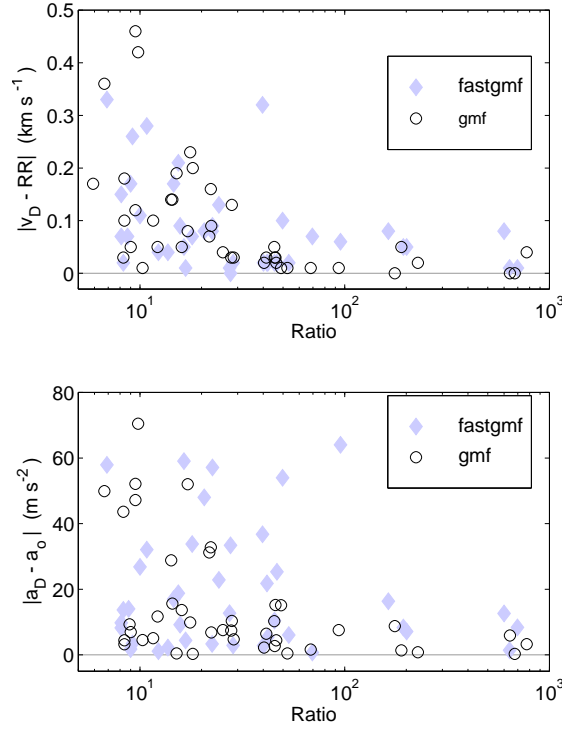 0.5
0.4
0.3
0.2
0.1
0
|v_D - RR| (km s^-1)
fastgmf
gmf
10^1
10^2
10^3
Ratio
80
60
40
20
0
|a_D - a_o| (m s^-2)
fastgmf
gmf
10^1
10^2
10^3
Ratio